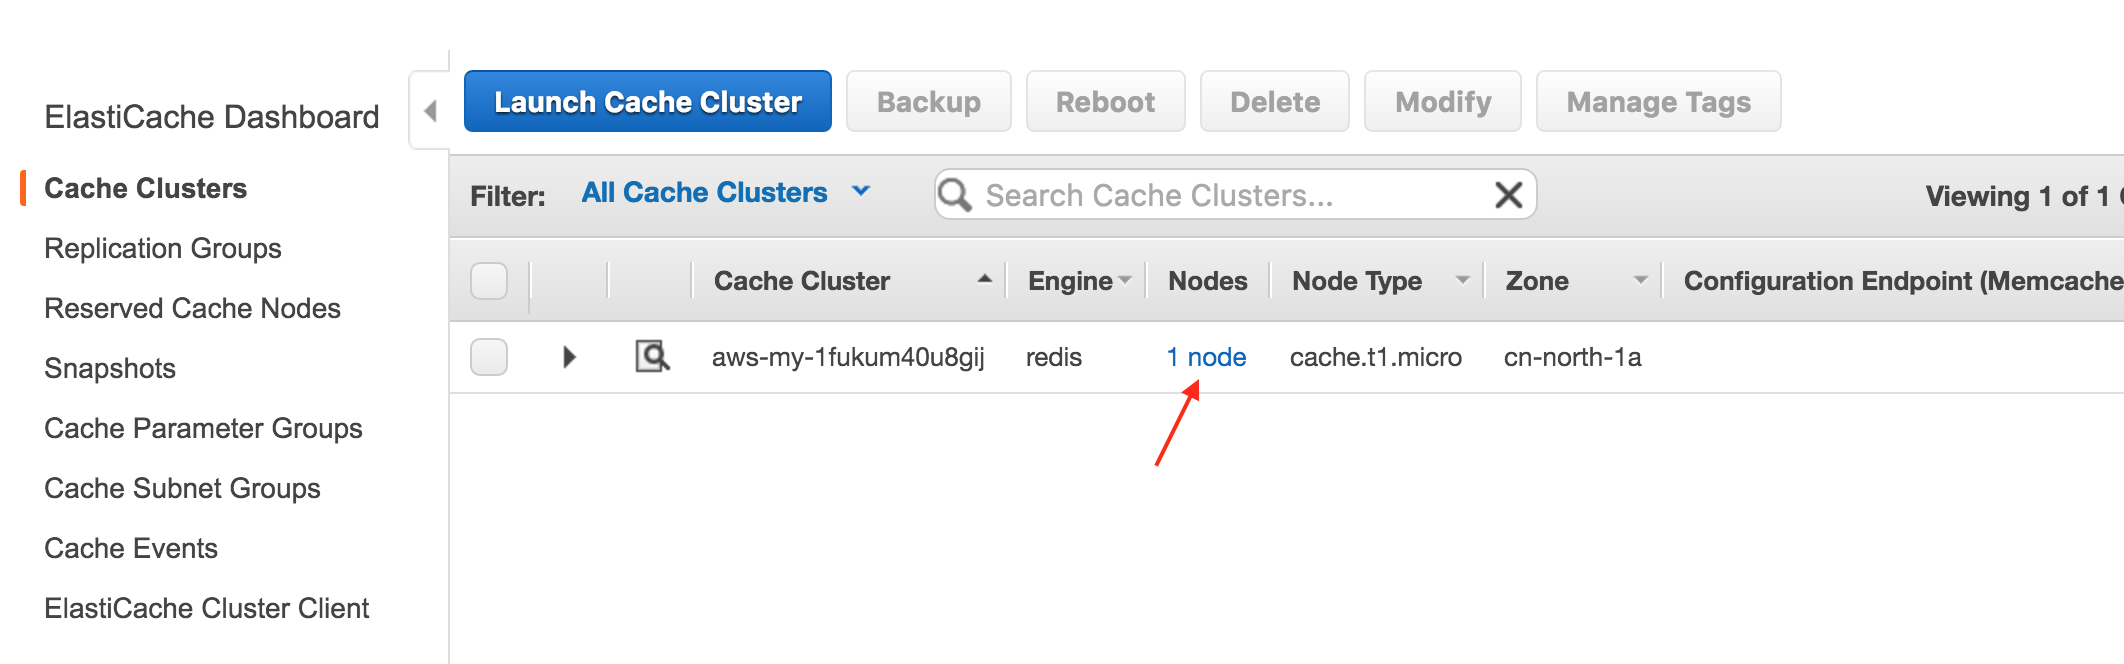 ElastiCache Dashboard
Cache Clusters
Replication Groups
Reserved Cache Nodes
Snapshots
Cache Parameter Groups
Cache Subnet Groups
Cache Events
ElastiCache Cluster Client
Launch Cache Cluster Backup Reboot Delete Modify Manage Tags
Filter: All Cache Clusters Search Cache Clusters... Viewing 1 of 1
Cache Cluster Engine Nodes Node Type Zone Configuration Endpoint (Memcache
aws-my-1fukum40u8gij redis 1 node cache.t1.micro cn-north-1a